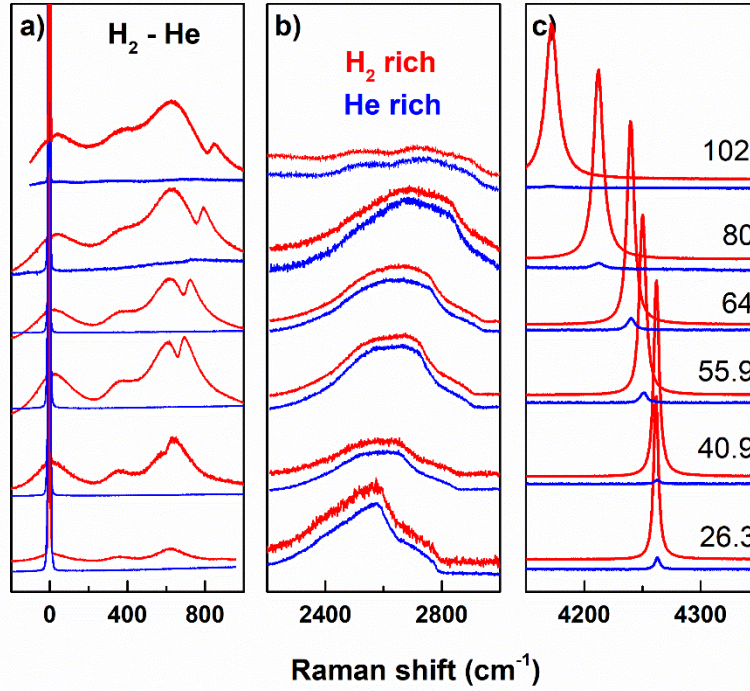 a)
H₂ - He
b)
H₂ rich
He rich
c)
102
80
64
55.9
40.9
26.3
0 400 800
2400 2800
4200 4300
Raman shift (cm⁻¹)